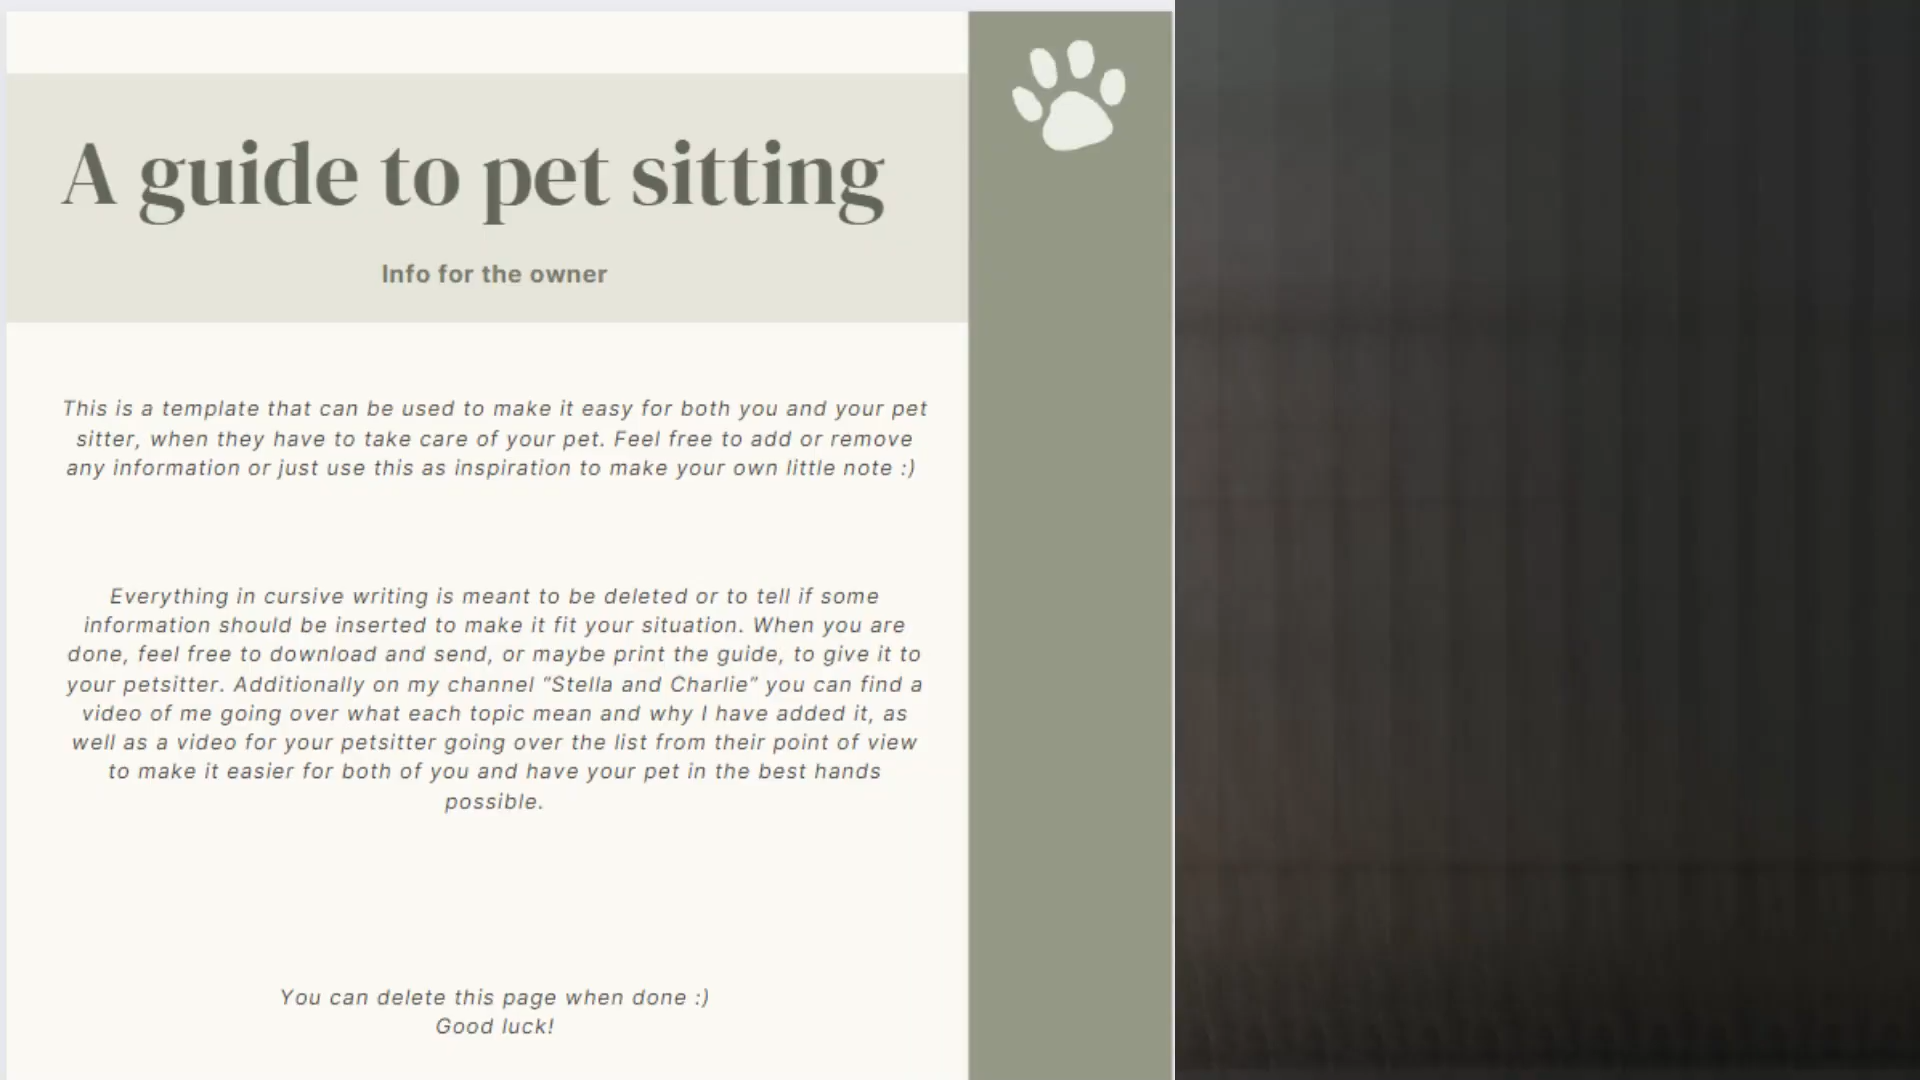 A guide to pet sitting
Info for the owner
This is a template that can be used to make it easy for both you and your pet
sitter, when they have to take care of your pet. Feel free to add or remove
any information or just use this as inspiration to make your own little note :)
Everything in cursive writing is meant to be deleted or to tell if some
information should be inserted to make it fit your situation. When you are
done, feel free to download and send, or maybe print the guide, to give it to
your petsitter. Additionally on my channel "Stella and Charlie" you can find a
video of me going over what each topic mean and why I have added it, as
well as a video for your petsitter going over the list from their point of view
to make it easier for both of you and have your pet in the best hands
possible.
You can delete this page when done :)
Good luck!